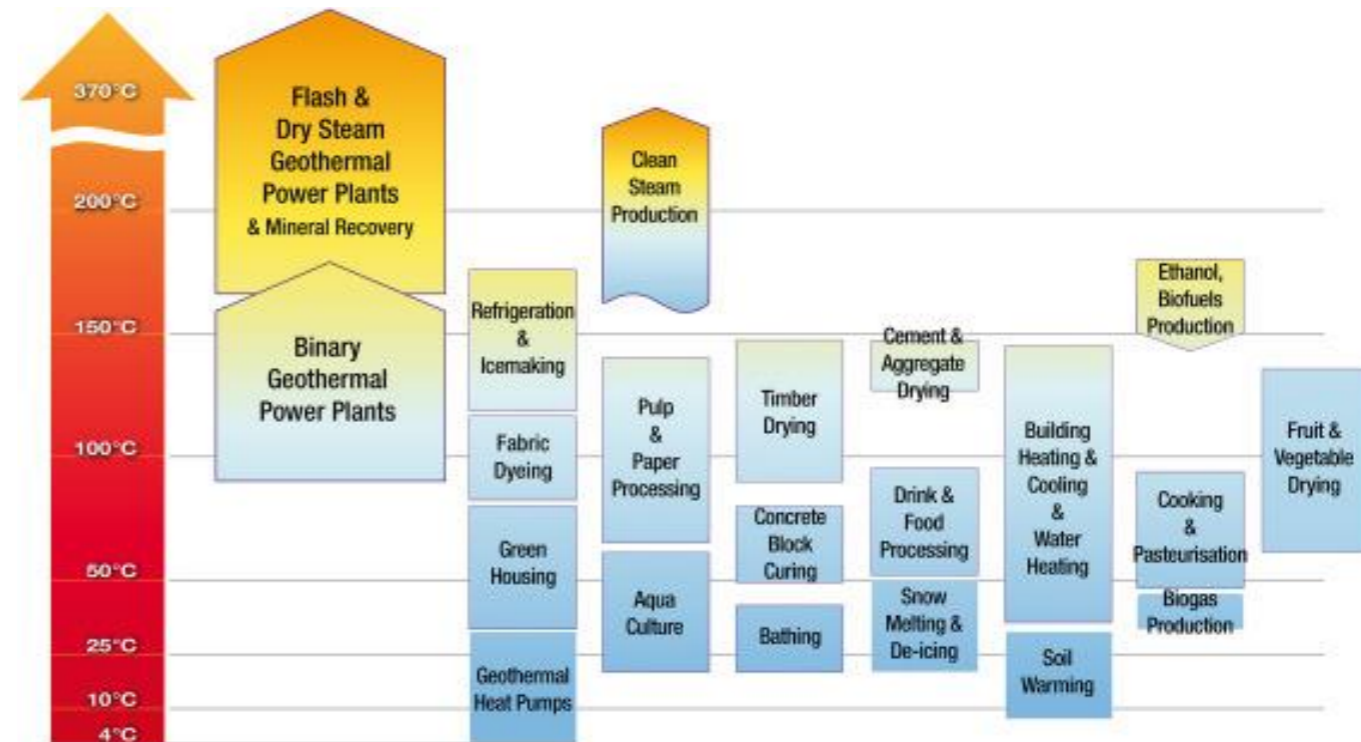 370°C
200°C
150°C
100°C
50°C
25°C
10°C
4°C
Flash &
Dry Steam
Geothermal
Power Plants
& Mineral Recovery
Binary
Geothermal
Power Plants
Refrigeration
&
Icemaking
Fabric
Dyeing
Green
Housing
Geothermal
Heat Pumps
Clean
Steam
Production
Pulp
&
Paper
Processing
Aqua
Culture
Timber
Drying
Concrete
Block
Curing
Bathing
Cement &
Aggregate
Drying
Drink &
Food
Processing
Snow
Melting &
De-icing
Building
Heating &
Cooling
&
Water
Heating
Soil
Warming
Ethanol,
Biofuels
Production
Cooking
&
Pasteurisation
Biogas
Production
Fruit &
Vegetable
Drying